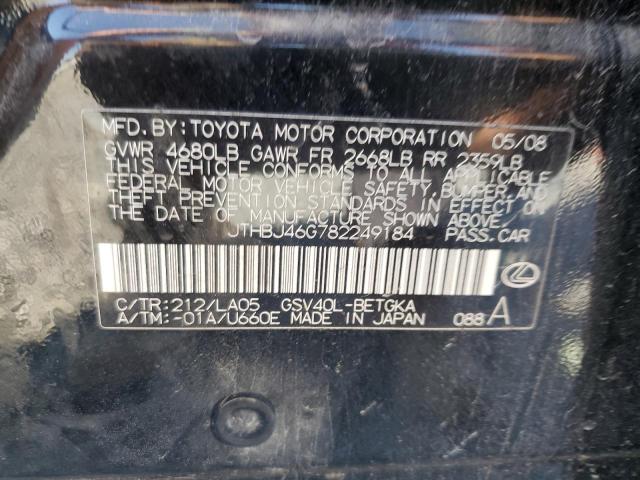 MFD.BY:TOYOTA MOTOR CORPORATION 05/08
GVWR 4680LB GAWR FR 2668LB RR 2359LB
THIS VEHICLE CONFORMS TO ALL APPLICABLE
FEDERAL MOTOR VEHICLE SAFETY,BUMPER,AND
THEFT PREVENTION STANDARDS IN EFFECT ON
THE DATE OF MANUFACTURE SHOWN ABOVE.
JTHBJ46G782249184 PASS.CAR
C/TR:212/LA05 GSV40L-BETGKA
A/TM:-01A/U660E MADE IN JAPAN 088 A